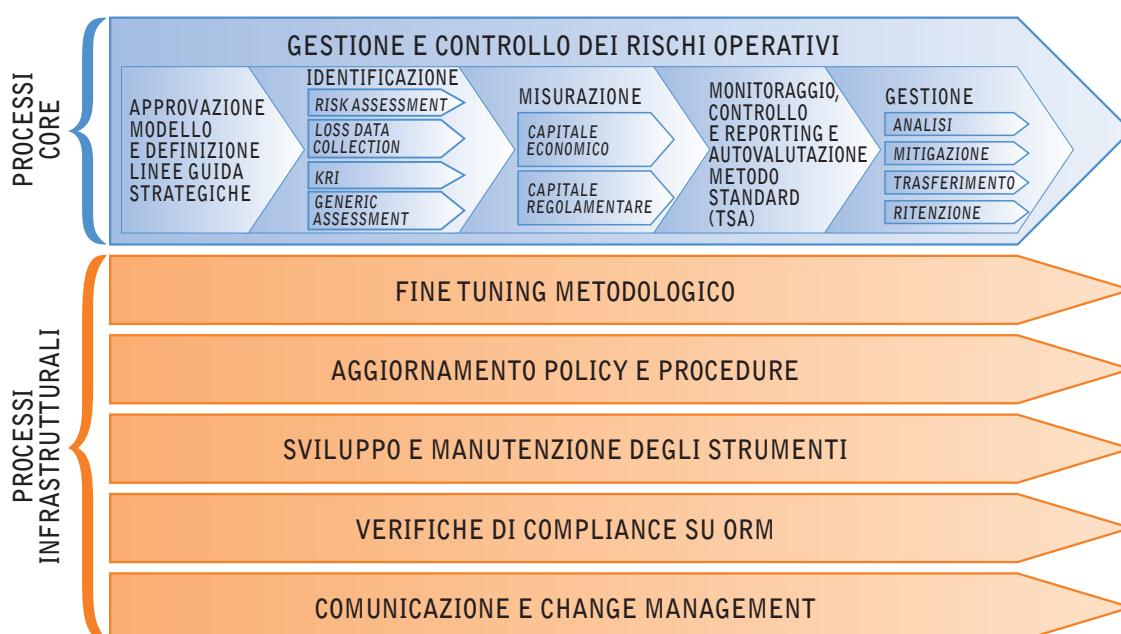 PROCESSI
CORE
GESTIONE E CONTROLLO DEI RISCHI OPERATIVI
APPROVAZIONE
MODELLO
E DEFINIZIONE
LINEE GUIDA
STRATEGICHE
IDENTIFICAZIONE
RISK ASSESSMENT
LOSS DATA
COLLECTION
KRI
GENERIC
ASSESSMENT
MISURAZIONE
CAPITALE
ECONOMICO
CAPITALE
REGOLAMENTARE
MONITORAGGIO,
CONTROLLO
E REPORTING E
AUTOVALUTAZIONE
METODO
STANDARD
(TSA)
GESTIONE
ANALISI
MITIGAZIONE
TRASFERIMENTO
RITENZIONE
PROCESSI
INFRASTRUTTURALI
FINE TUNING METODOLOGICO
AGGIORNAMENTO POLICY E PROCEDURE
SVILUPPO E MANUTENZIONE DEGLI STRUMENTI
VERIFICHE DI COMPLIANCE SU ORM
COMUNICAZIONE E CHANGE MANAGEMENT